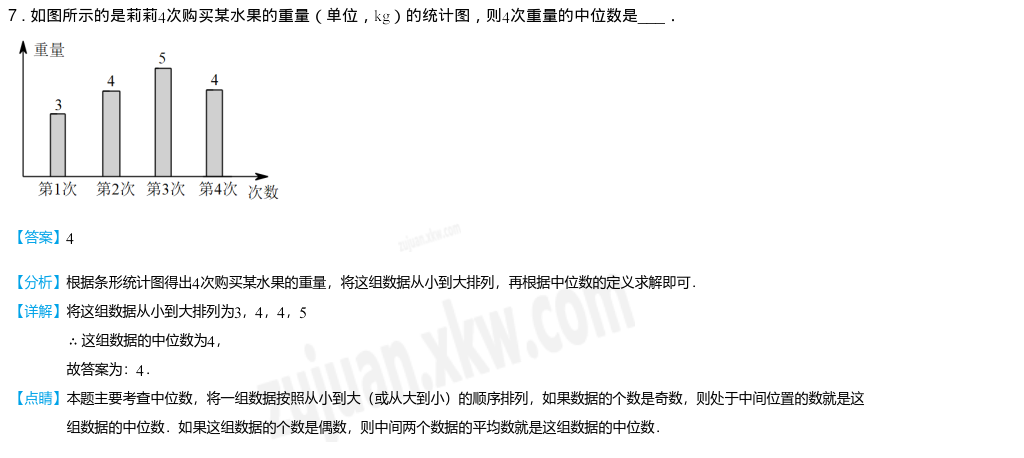 7．如图所示的是莉莉4次购买某水果的重量（单位，kg）的统计图，则4次重量的中位数是____．
重量
5
4
4
3
第1次 第2次 第3次 第4次 次数
【答案】4
zujuan.xkw.com
【分析】根据条形统计图得出4次购买某水果的重量，将这组数据从小到大排列，再根据中位数的定义求解即可．
【详解】将这组数据从小到大排列为3，4，4，5
∴这组数据的中位数为4，
故答案为：4．
zujuan.xkw.com
【点睛】本题主要考查中位数，将一组数据按照从小到大（或从大到小）的顺序排列，如果数据的个数是奇数，则处于中间位置的数就是这
组数据的中位数．如果这组数据的个数是偶数，则中间两个数据的平均数就是这组数据的中位数．